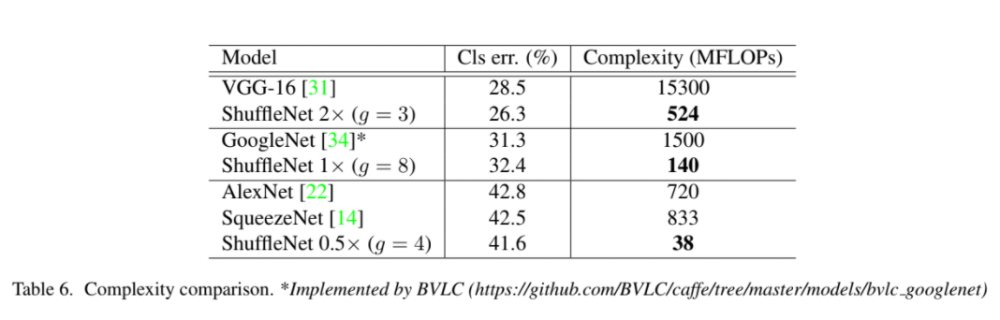 Model Cls err. (%) Complexity (MFLOPs)
VGG-16 [31] 28.5 15300
ShuffleNet 2× (g = 3) 26.3 524
GoogleNet [34]* 31.3 1500
ShuffleNet 1× (g = 8) 32.4 140
AlexNet [22] 42.8 720
SqueezeNet [14] 42.5 833
ShuffleNet 0.5× (g = 4) 41.6 38
Table 6. Complexity comparison. *Implemented by BVLC (https://github.com/BVLC/caffe/tree/master/models/bvlc_googlenet)